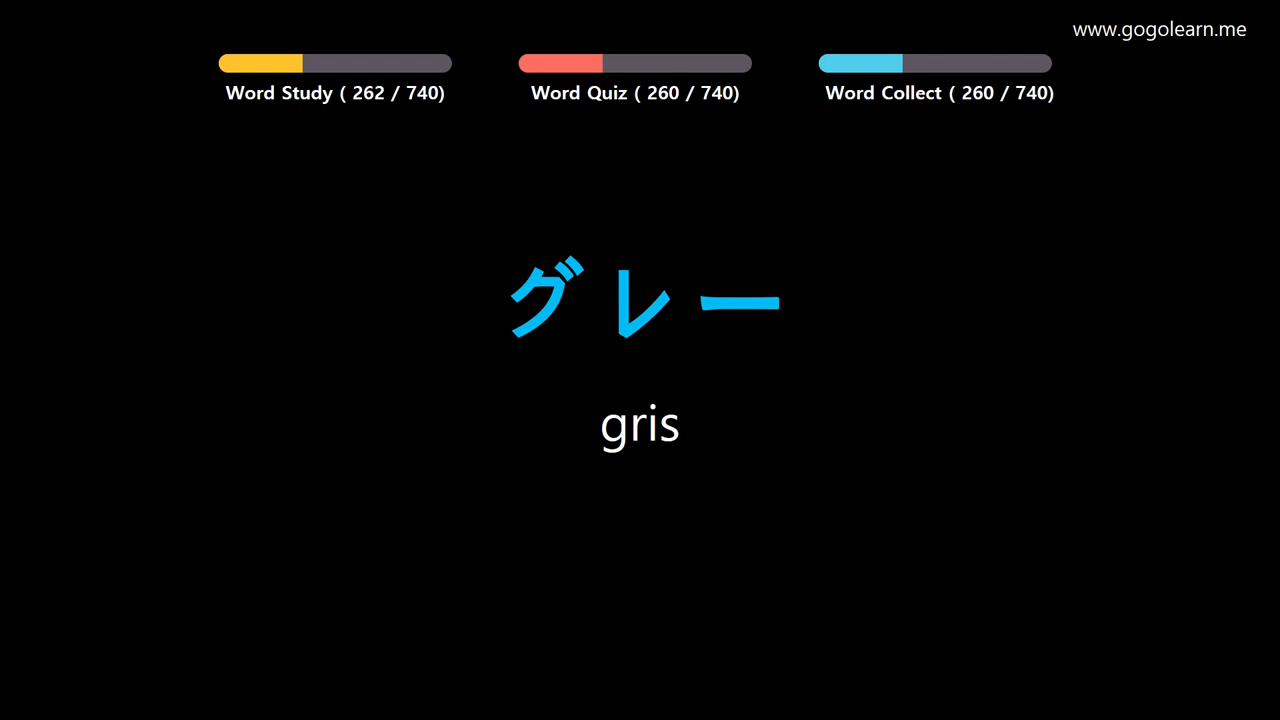 www.gogolearn.me
Word Study ( 262 / 740)
Word Quiz ( 260 / 740)
Word Collect ( 260 / 740)
グレー
gris